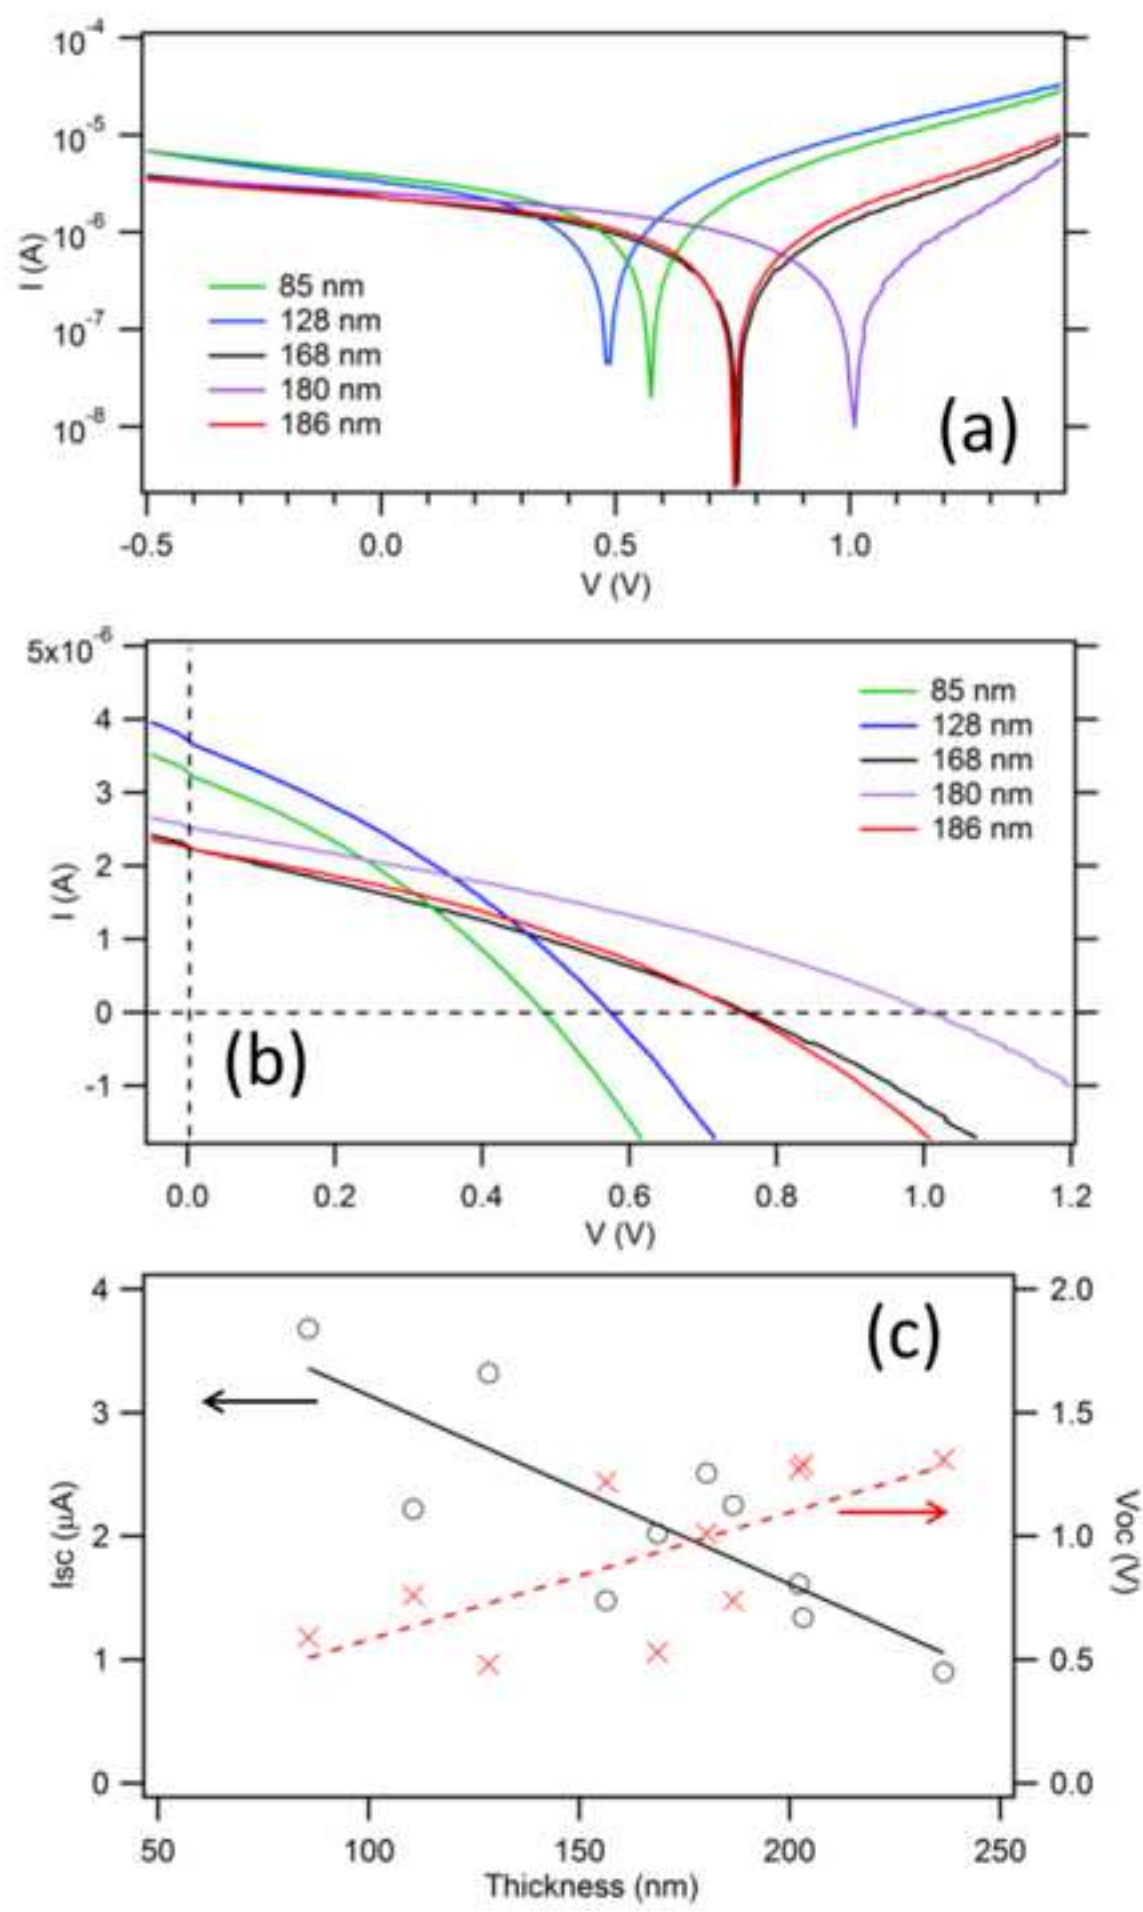 10^-4
10^-5
10^-6
10^-7
10^-8
I (A)
85 nm
128 nm
168 nm
180 nm
186 nm
(a)
-0.5 0.0 0.5 1.0
V (V)
5x10^-6
4
3
2
1
0
-1
I (A)
85 nm
128 nm
168 nm
180 nm
186 nm
(b)
0.0 0.2 0.4 0.6 0.8 1.0 1.2
V (V)
4
3
2
1
0
Isc (μA)
(c)
2.0
1.5
1.0
0.5
0.0
Voc (V)
50 100 150 200 250
Thickness (nm)